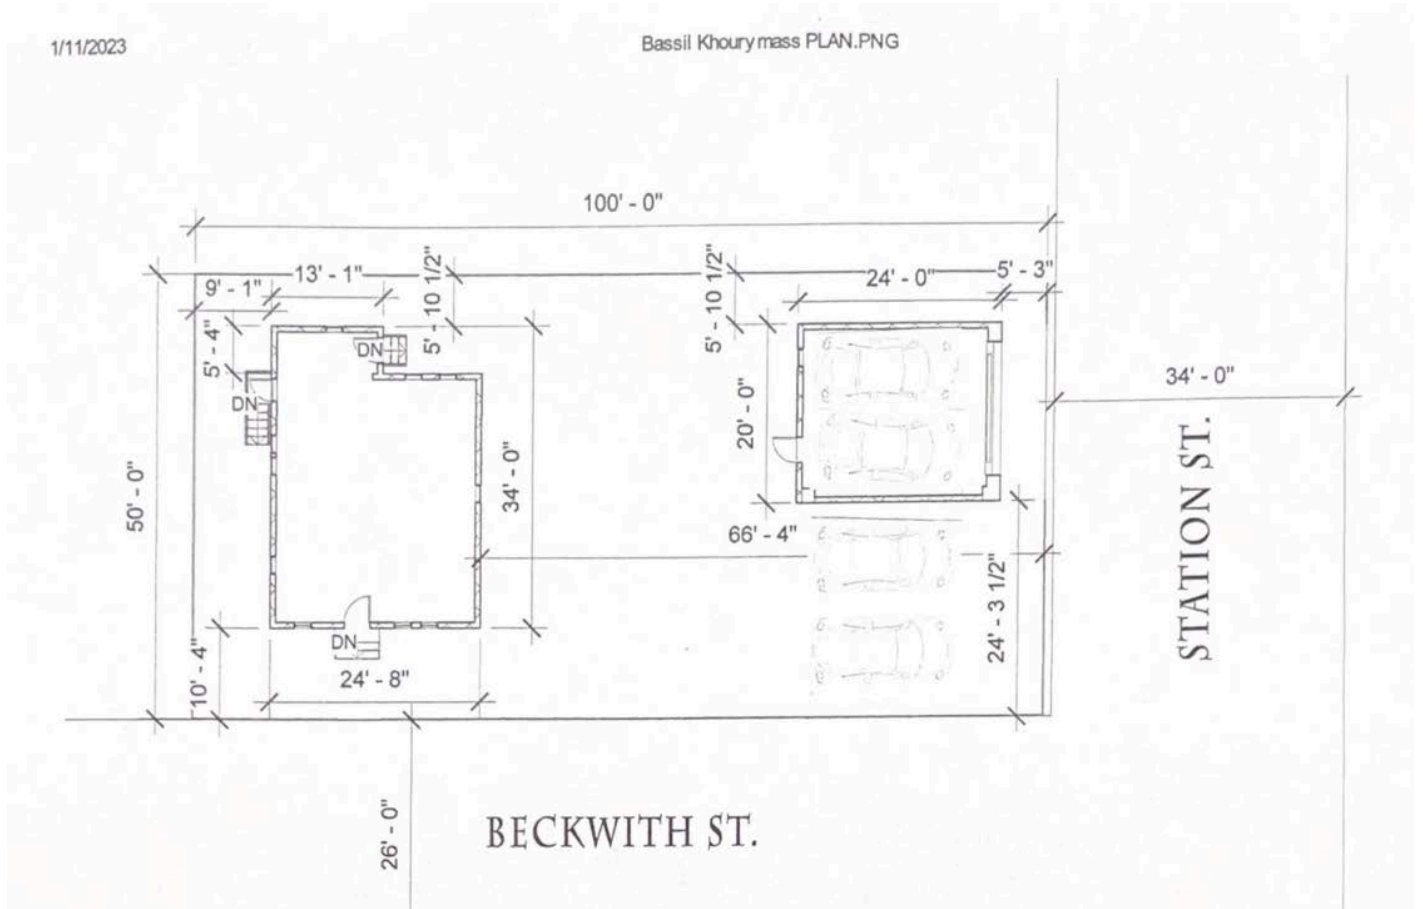 1/11/2023
Bassil Khoury mass PLAN.PNG
100' - 0"
13' - 1"
5' - 10 1/2"
5' - 10 1/2"
24' - 0"
5' - 3"
9' - 1"
5' - 4"
DN
DN
34' - 0"
20' - 0"
34' - 0"
50' - 0"
66' - 4"
24' - 3 1/2"
STATION ST.
DN
10' - 4"
24' - 8"
26' - 0"
BECKWITH ST.